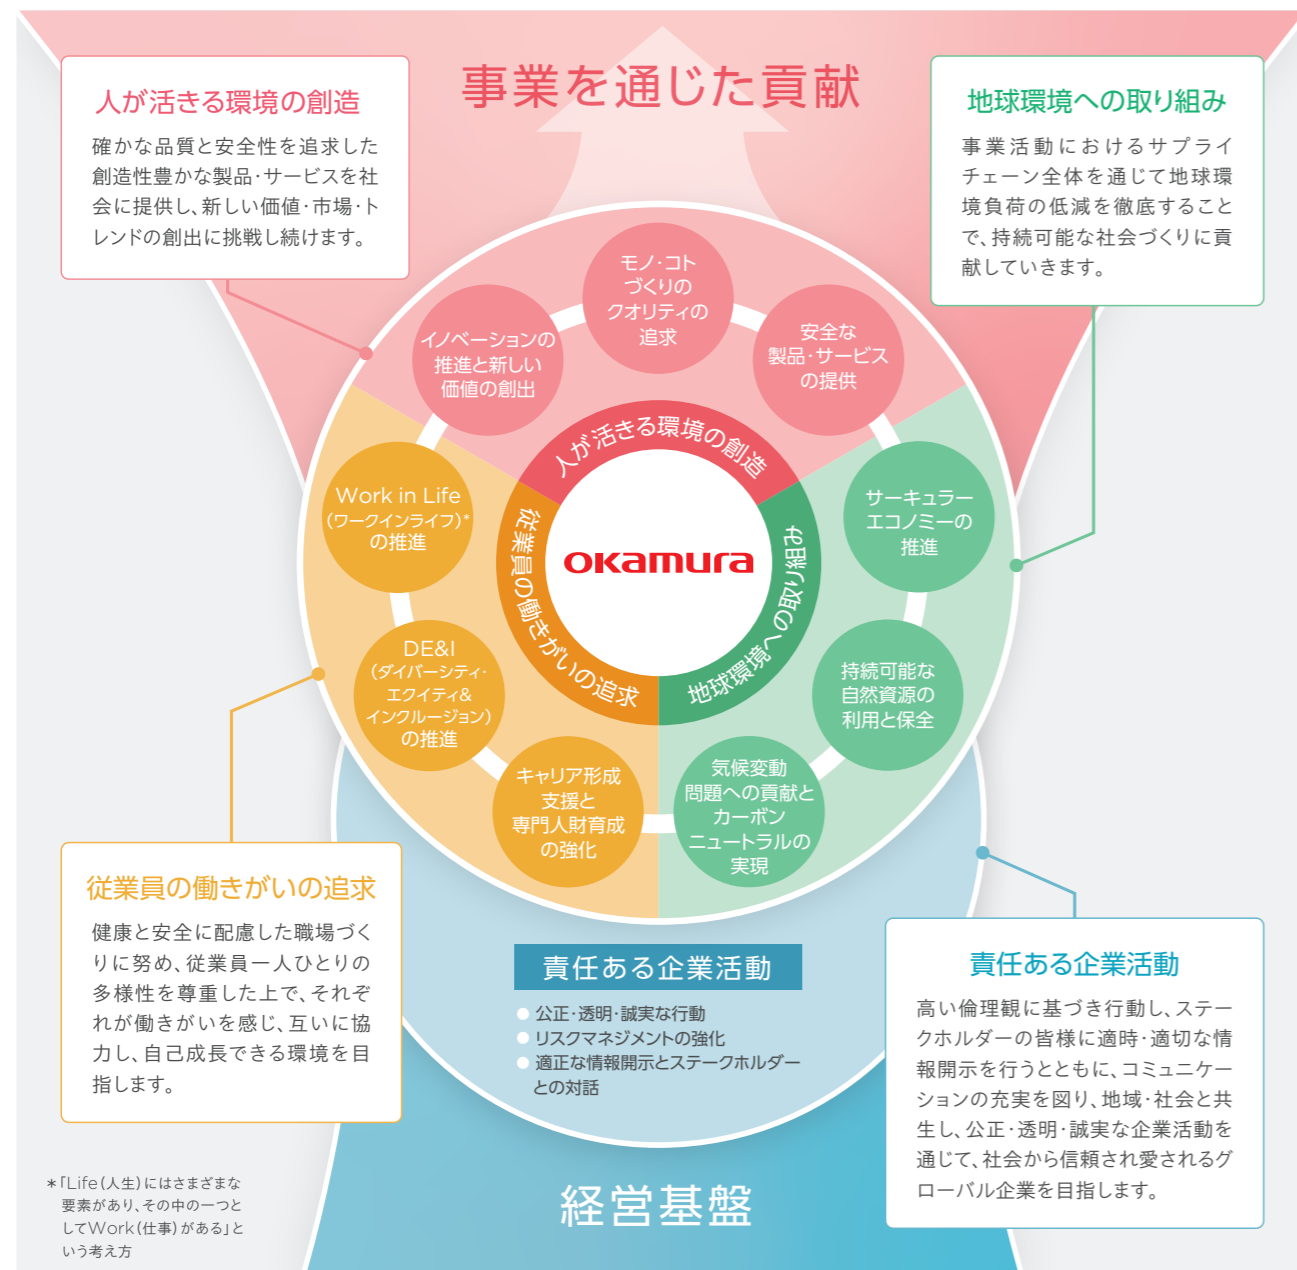 事業を通じた貢献
人が活きる環境の創造
確かな品質と安全性を追求した
創造性豊かな製品・サービスを社
会に提供し、新しい価値・市場・ト
レンドの創出に挑戦し続けます。
地球環境への取り組み
事業活動におけるサプライ
チェーン全体を通じて地球環
境負荷の低減を徹底すること
で、持続可能な社会づくりに貢
献していきます。
モノ・コト
づくりの
クオリティの
追求
イノベーションの
推進と新しい
価値の創出
安全な
製品・サービス
の提供
人が活きる環境の創造
Work in Life
（ワークインライフ）*
の推進
サーキュラー
エコノミーの
推進
従業員の働きがいの追求
okamura
地球環境への取り組み
DE&I
（ダイバーシティ・
エクイティ&
インクルージョン）
の推進
持続可能な
自然資源の
利用と保全
キャリア形成
支援と
専門人財育成
の強化
気候変動
問題への貢献と
カーボン
ニュートラルの
実現
従業員の働きがいの追求
健康と安全に配慮した職場づく
りに努め、従業員一人ひとりの
多様性を尊重した上で、それぞ
れが働きがいを感じ、互いに協
力し、自己成長できる環境を目
指します。
責任ある企業活動
● 公正・透明・誠実な行動
● リスクマネジメントの強化
● 適正な情報開示とステークホルダー
との対話
責任ある企業活動
高い倫理観に基づき行動し、ステー
クホルダーの皆様に適時・適切な情
報開示を行うとともに、コミュニケー
ションの充実を図り、地域・社会と共
生し、公正・透明・誠実な企業活動を
通じて、社会から信頼され愛されるグ
ローバル企業を目指します。
経営基盤
＊「Life（人生）にはさまざまな
要素があり、その中の一つと
してWork（仕事）がある」と
いう考え方